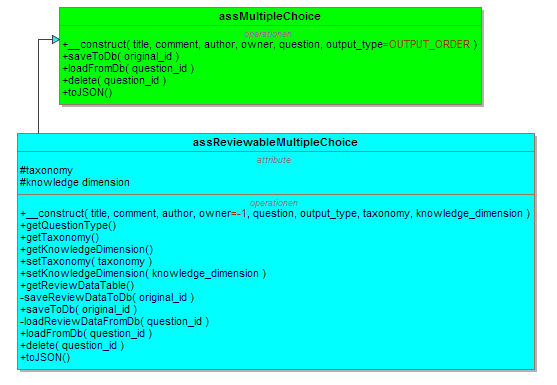 assMultipleChoice
operationen
+__construct( title, comment, author, owner, question, output_type=OUTPUT_ORDER )
+saveToDb( original_id )
+loadFromDb( question_id )
+delete( question_id )
+toJSON()
assReviewableMultipleChoice
attribute
#taxonomy
#knowledge dimension
operationen
+__construct( title, comment, author, owner=-1, question, output_type, taxonomy, knowledge_dimension )
+getQuestionType()
+getTaxonomy()
+getKnowledgeDimension()
+setTaxonomy( taxonomy )
+setKnowledgeDimension( knowledge_dimension )
+getReviewDataTable()
-saveReviewDataToDb( original_id )
+saveToDb( original_id )
-loadReviewDataFromDb( question_id )
+loadFromDb( question_id )
+delete( question_id )
+toJSON()